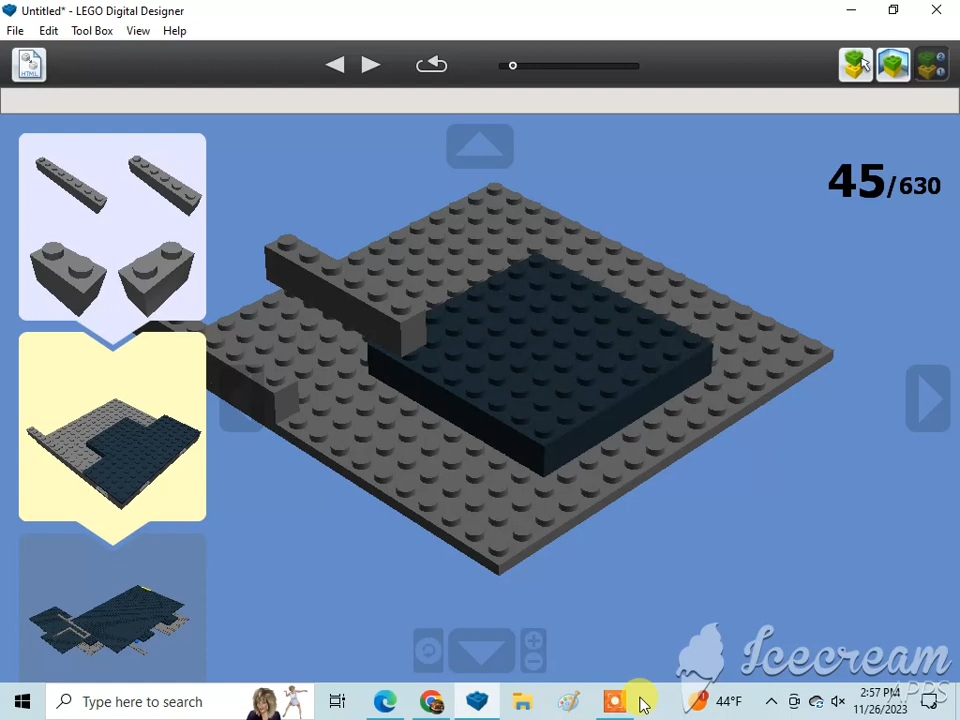 Untitled* - LEGO Digital Designer
File Edit Tool Box View Help
HTML
45/630
Icecream
APPS
Type here to search
44°F
2:57 PM
11/26/2023